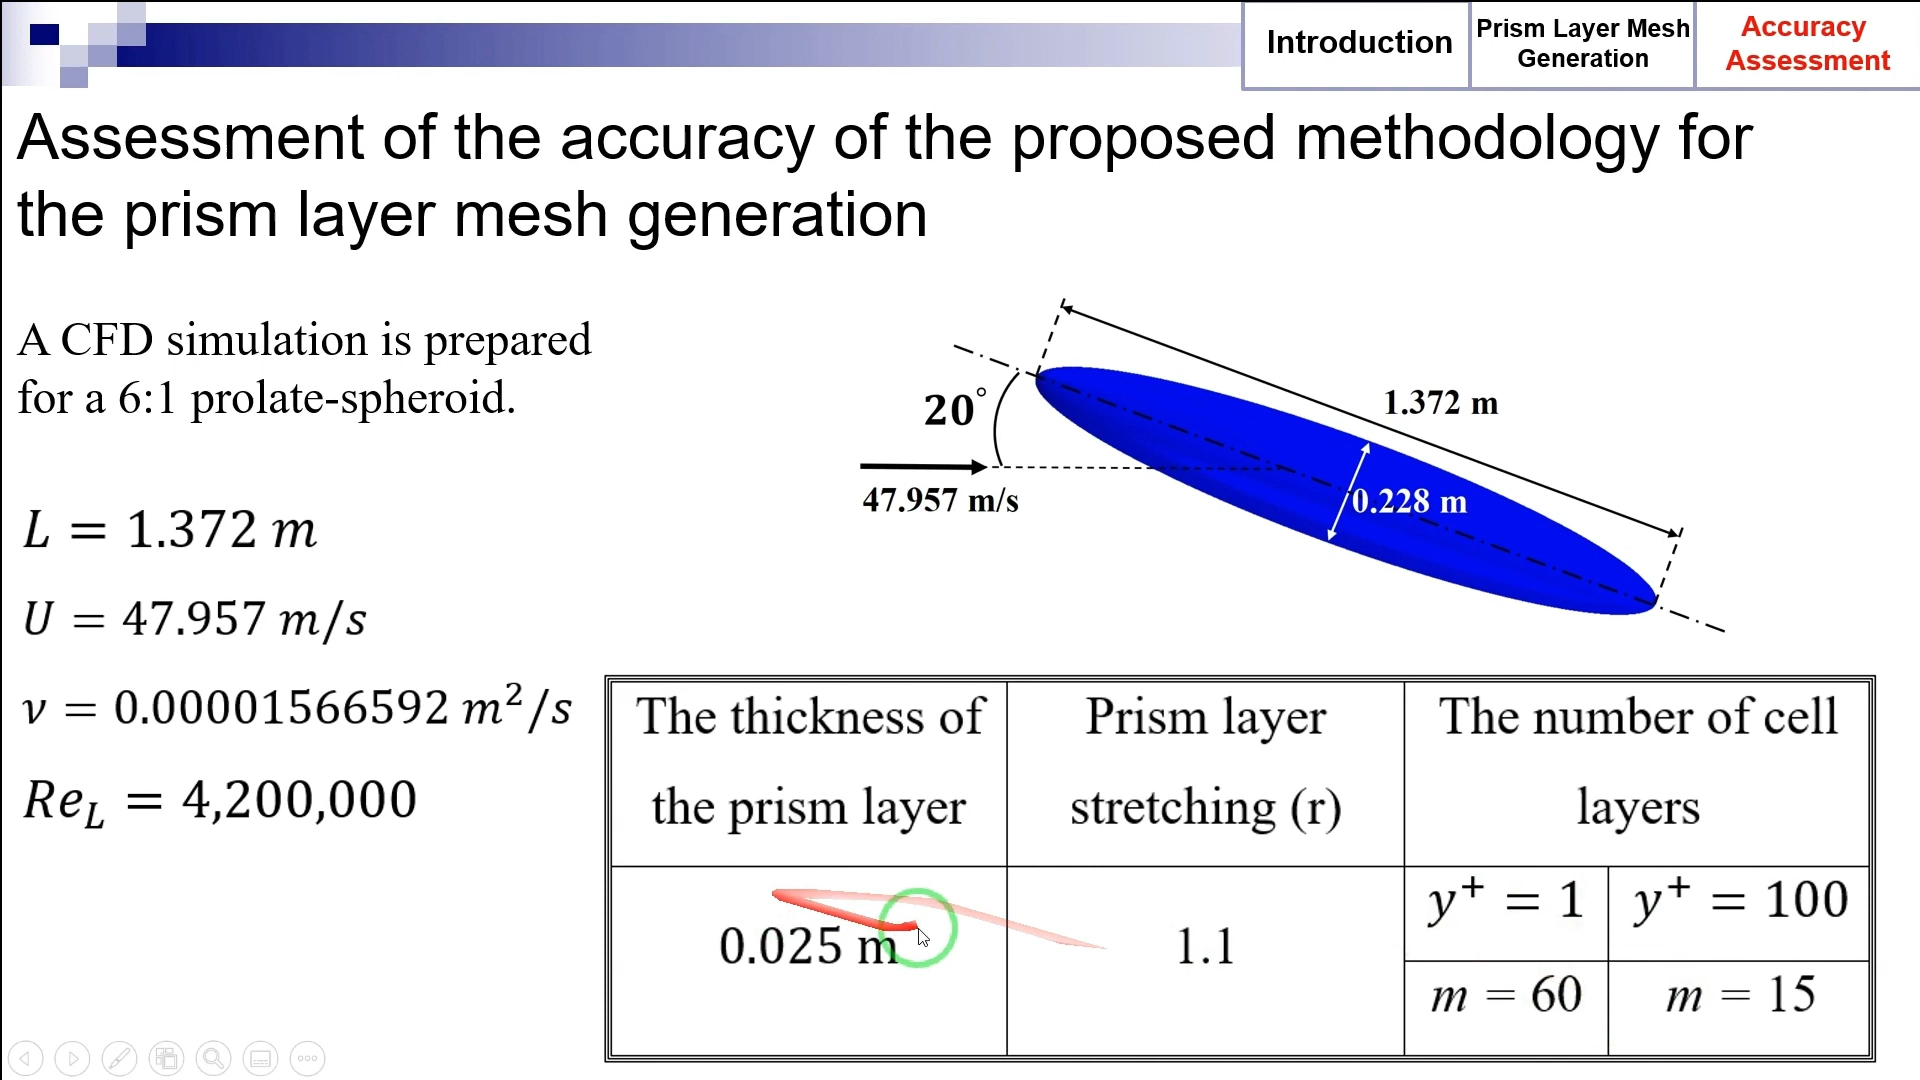 Introduction
Prism Layer Mesh
Generation
Accuracy
Assessment
Assessment of the accuracy of the proposed methodology for
the prism layer mesh generation
A CFD simulation is prepared
for a 6:1 prolate-spheroid.
L = 1.372 m
U = 47.957 m/s
ν = 0.00001566592 m²/s
Re_L = 4,200,000
20°
47.957 m/s
1.372 m
0.228 m
The thickness of
the prism layer
Prism layer
stretching (r)
The number of cell
layers
0.025 m
1.1
y⁺ = 1
y⁺ = 100
m = 60
m = 15